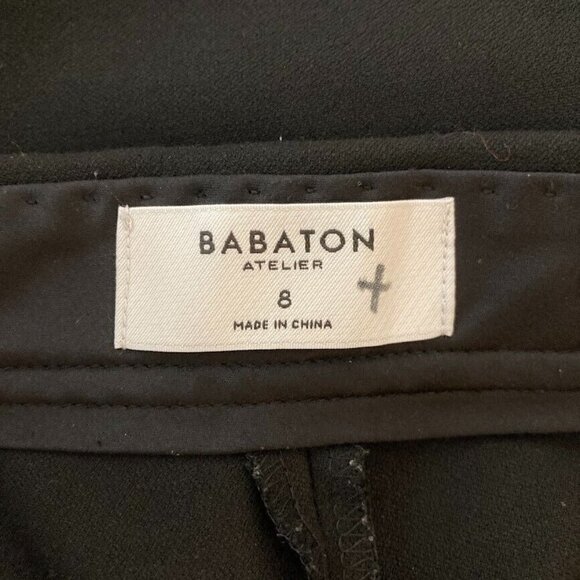 BABATON
ATELIER
8 +
MADE IN CHINA